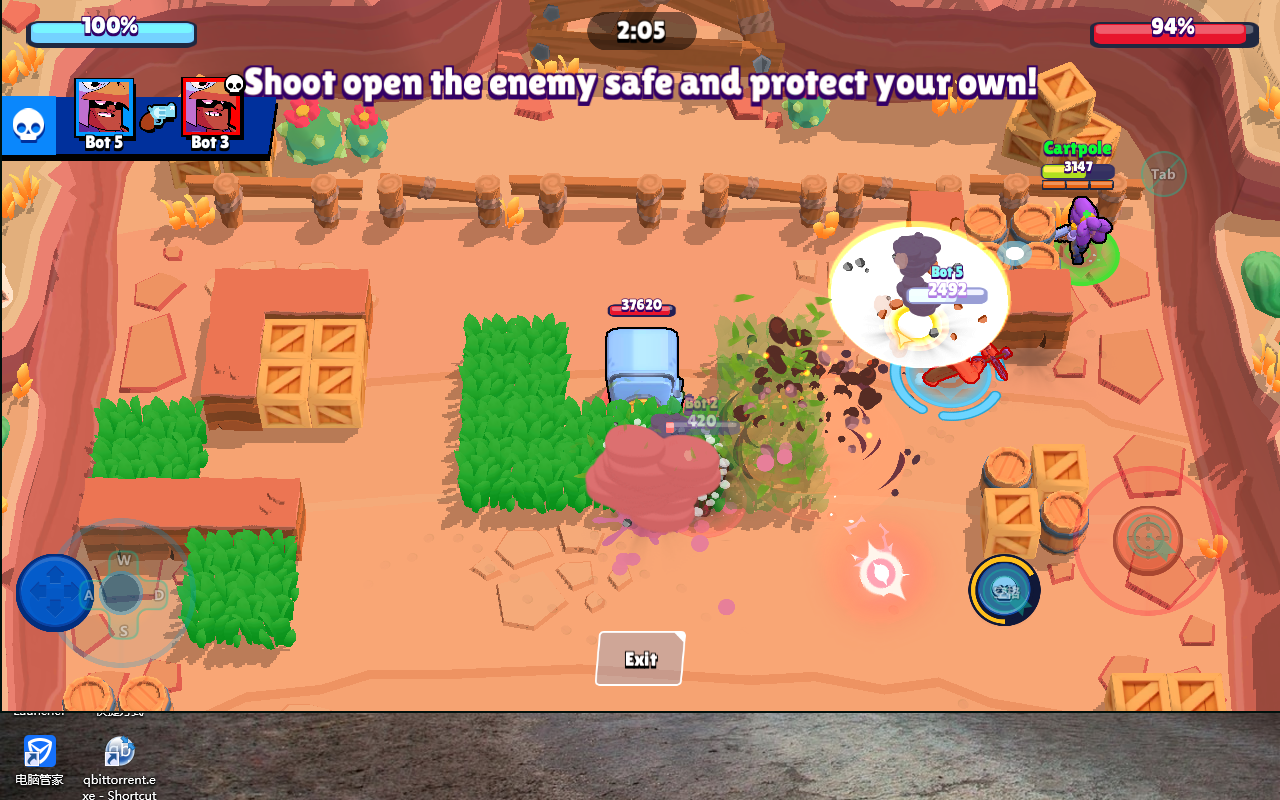 100%
2:05
94%
Shoot open the enemy safe and protect your own!
Bot 5
Bot 3
Cartpole
3147
Tab
Bot 5
2492
37620
Bot 2
420
W
A
D
S
Exit
电脑管家
qbittorrent.e
xe - Shortcut